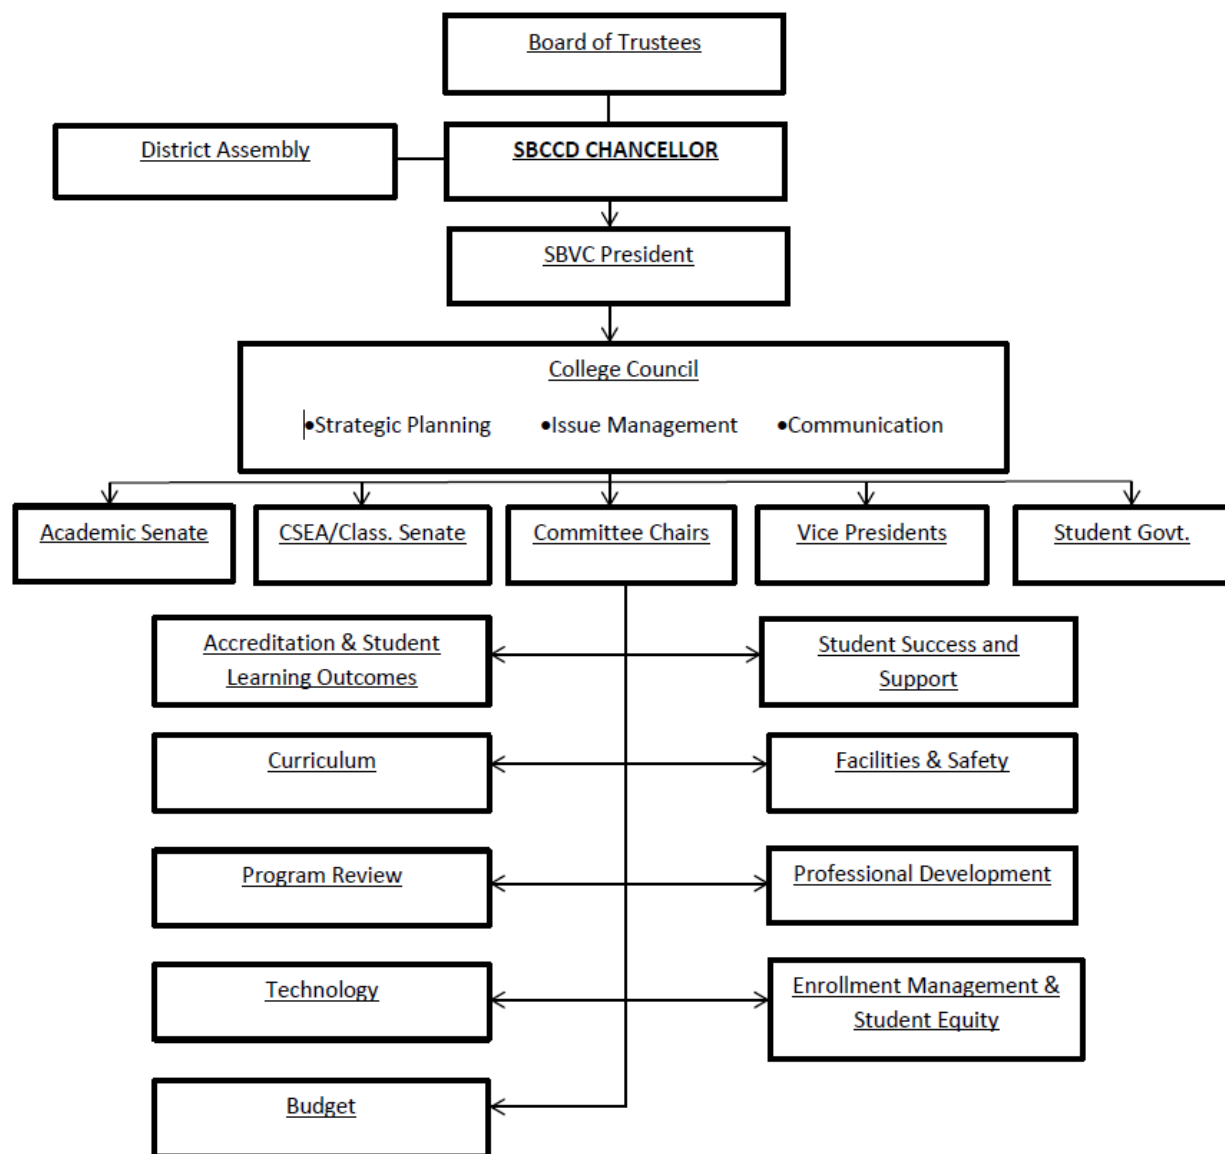 Board of Trustees
District Assembly
SBCCD CHANCELLOR
SBVC President
College Council
•Strategic Planning •Issue Management •Communication
Academic Senate
CSEA/Class. Senate
Committee Chairs
Vice Presidents
Student Govt.
Accreditation & Student
Learning Outcomes
Student Success and
Support
Curriculum
Facilities & Safety
Program Review
Professional Development
Technology
Enrollment Management &
Student Equity
Budget